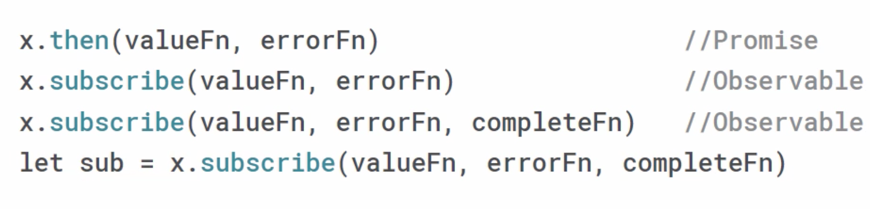 x.then(valueFn, errorFn) //Promise
x.subscribe(valueFn, errorFn) //Observable
x.subscribe(valueFn, errorFn, completeFn) //Observable
let sub = x.subscribe(valueFn, errorFn, completeFn)